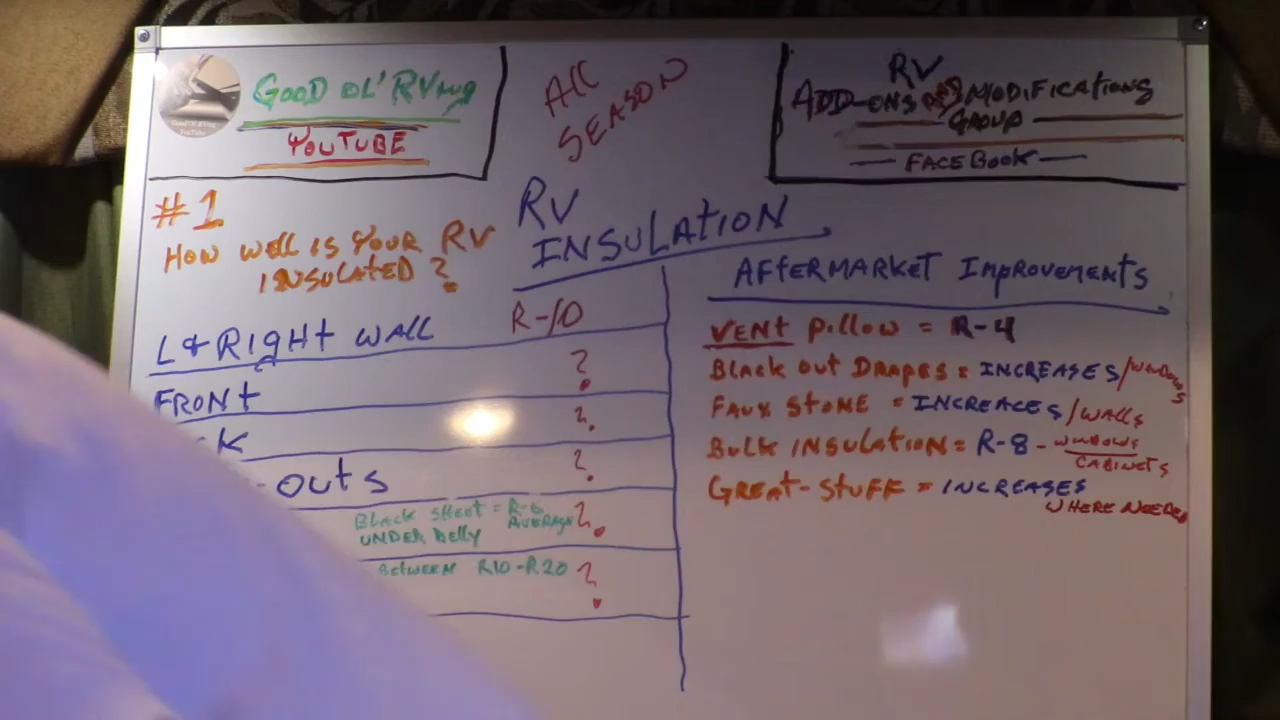 GOOD OL' RVing
YOUTUBE
ALL
SEASON
RV
ADD-ONS AND MODIFICATIONS
GROUP
FACEBOOK
#1
HOW WELL IS YOUR RV
INSULATED?
RV
INSULATION
L & RIGHT WALL R-10
FRONT ?
?
-OUTS ?
BLACK SHEET = R-6
AVERAGE ?
UNDER BELLY
BETWEEN R10-R20 ?
AFTERMARKET IMPROVEMENTS
VENT PILLOW = R-4
BLACK OUT DRAPES = INCREASES/WINDOWS
FAUX STONE = INCREACES/WALLS
BULK INSULATION = R-8 - WINDOWS
CABINETS
GREAT-STUFF = INCREASES
WHERE NEEDED